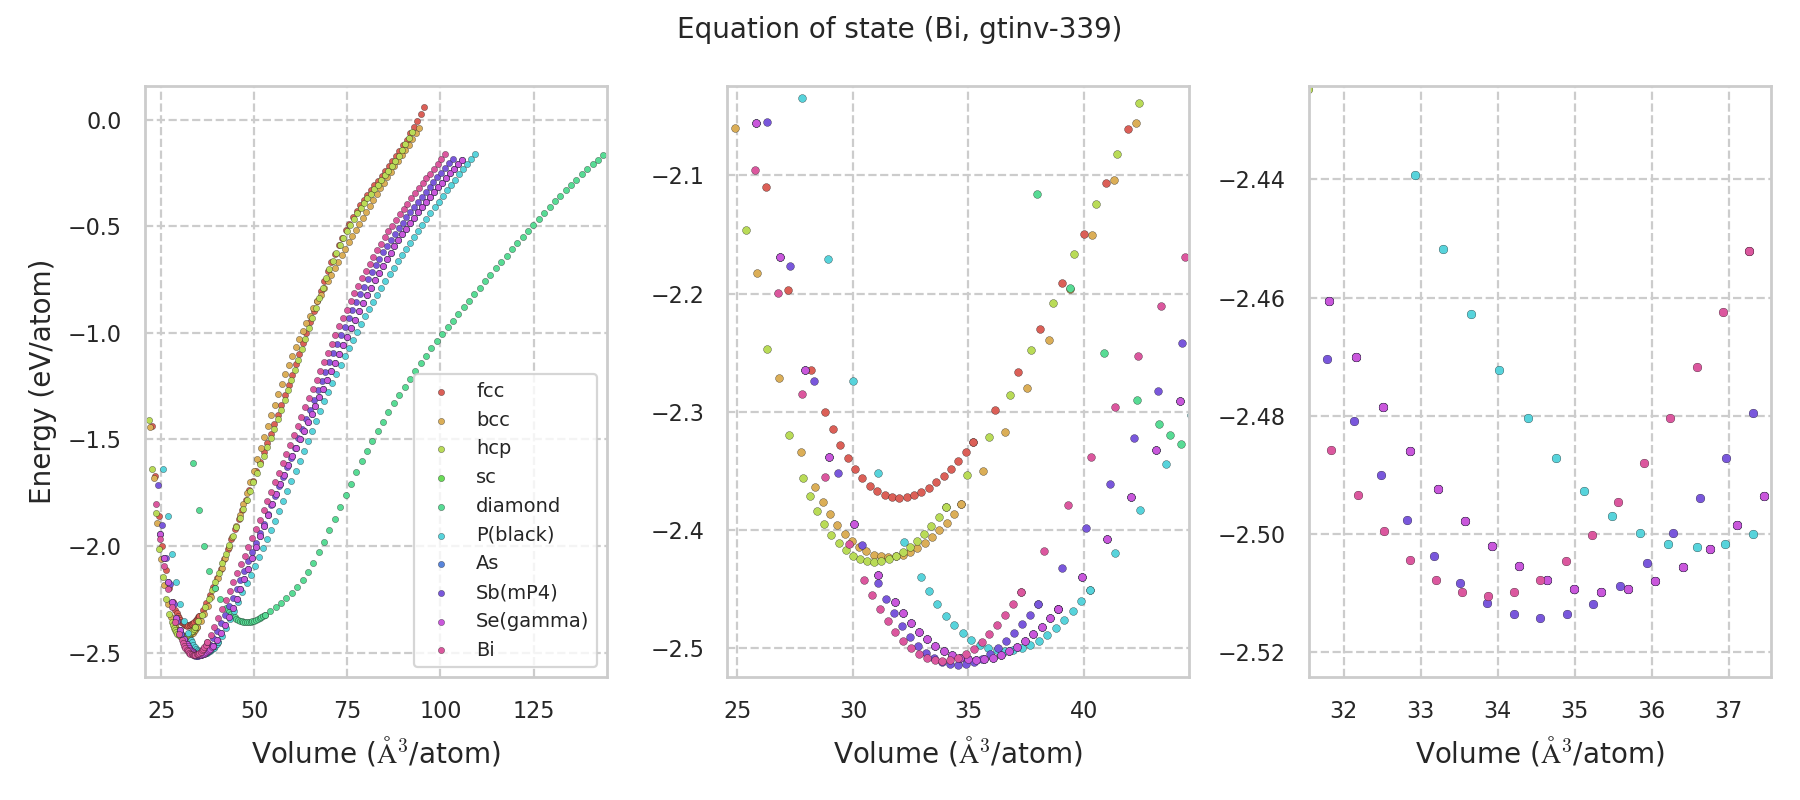 Equation of state (Bi, gtinv-339)
Energy (eV/atom)
0.0
−0.5
−1.0
−1.5
−2.0
−2.5
25 50 75 100 125
Volume (Å³/atom)
fcc
bcc
hcp
sc
diamond
P(black)
As
Sb(mP4)
Se(gamma)
Bi
−2.1
−2.2
−2.3
−2.4
−2.5
25 30 35 40
Volume (Å³/atom)
−2.44
−2.46
−2.48
−2.50
−2.52
32 33 34 35 36 37
Volume (Å³/atom)